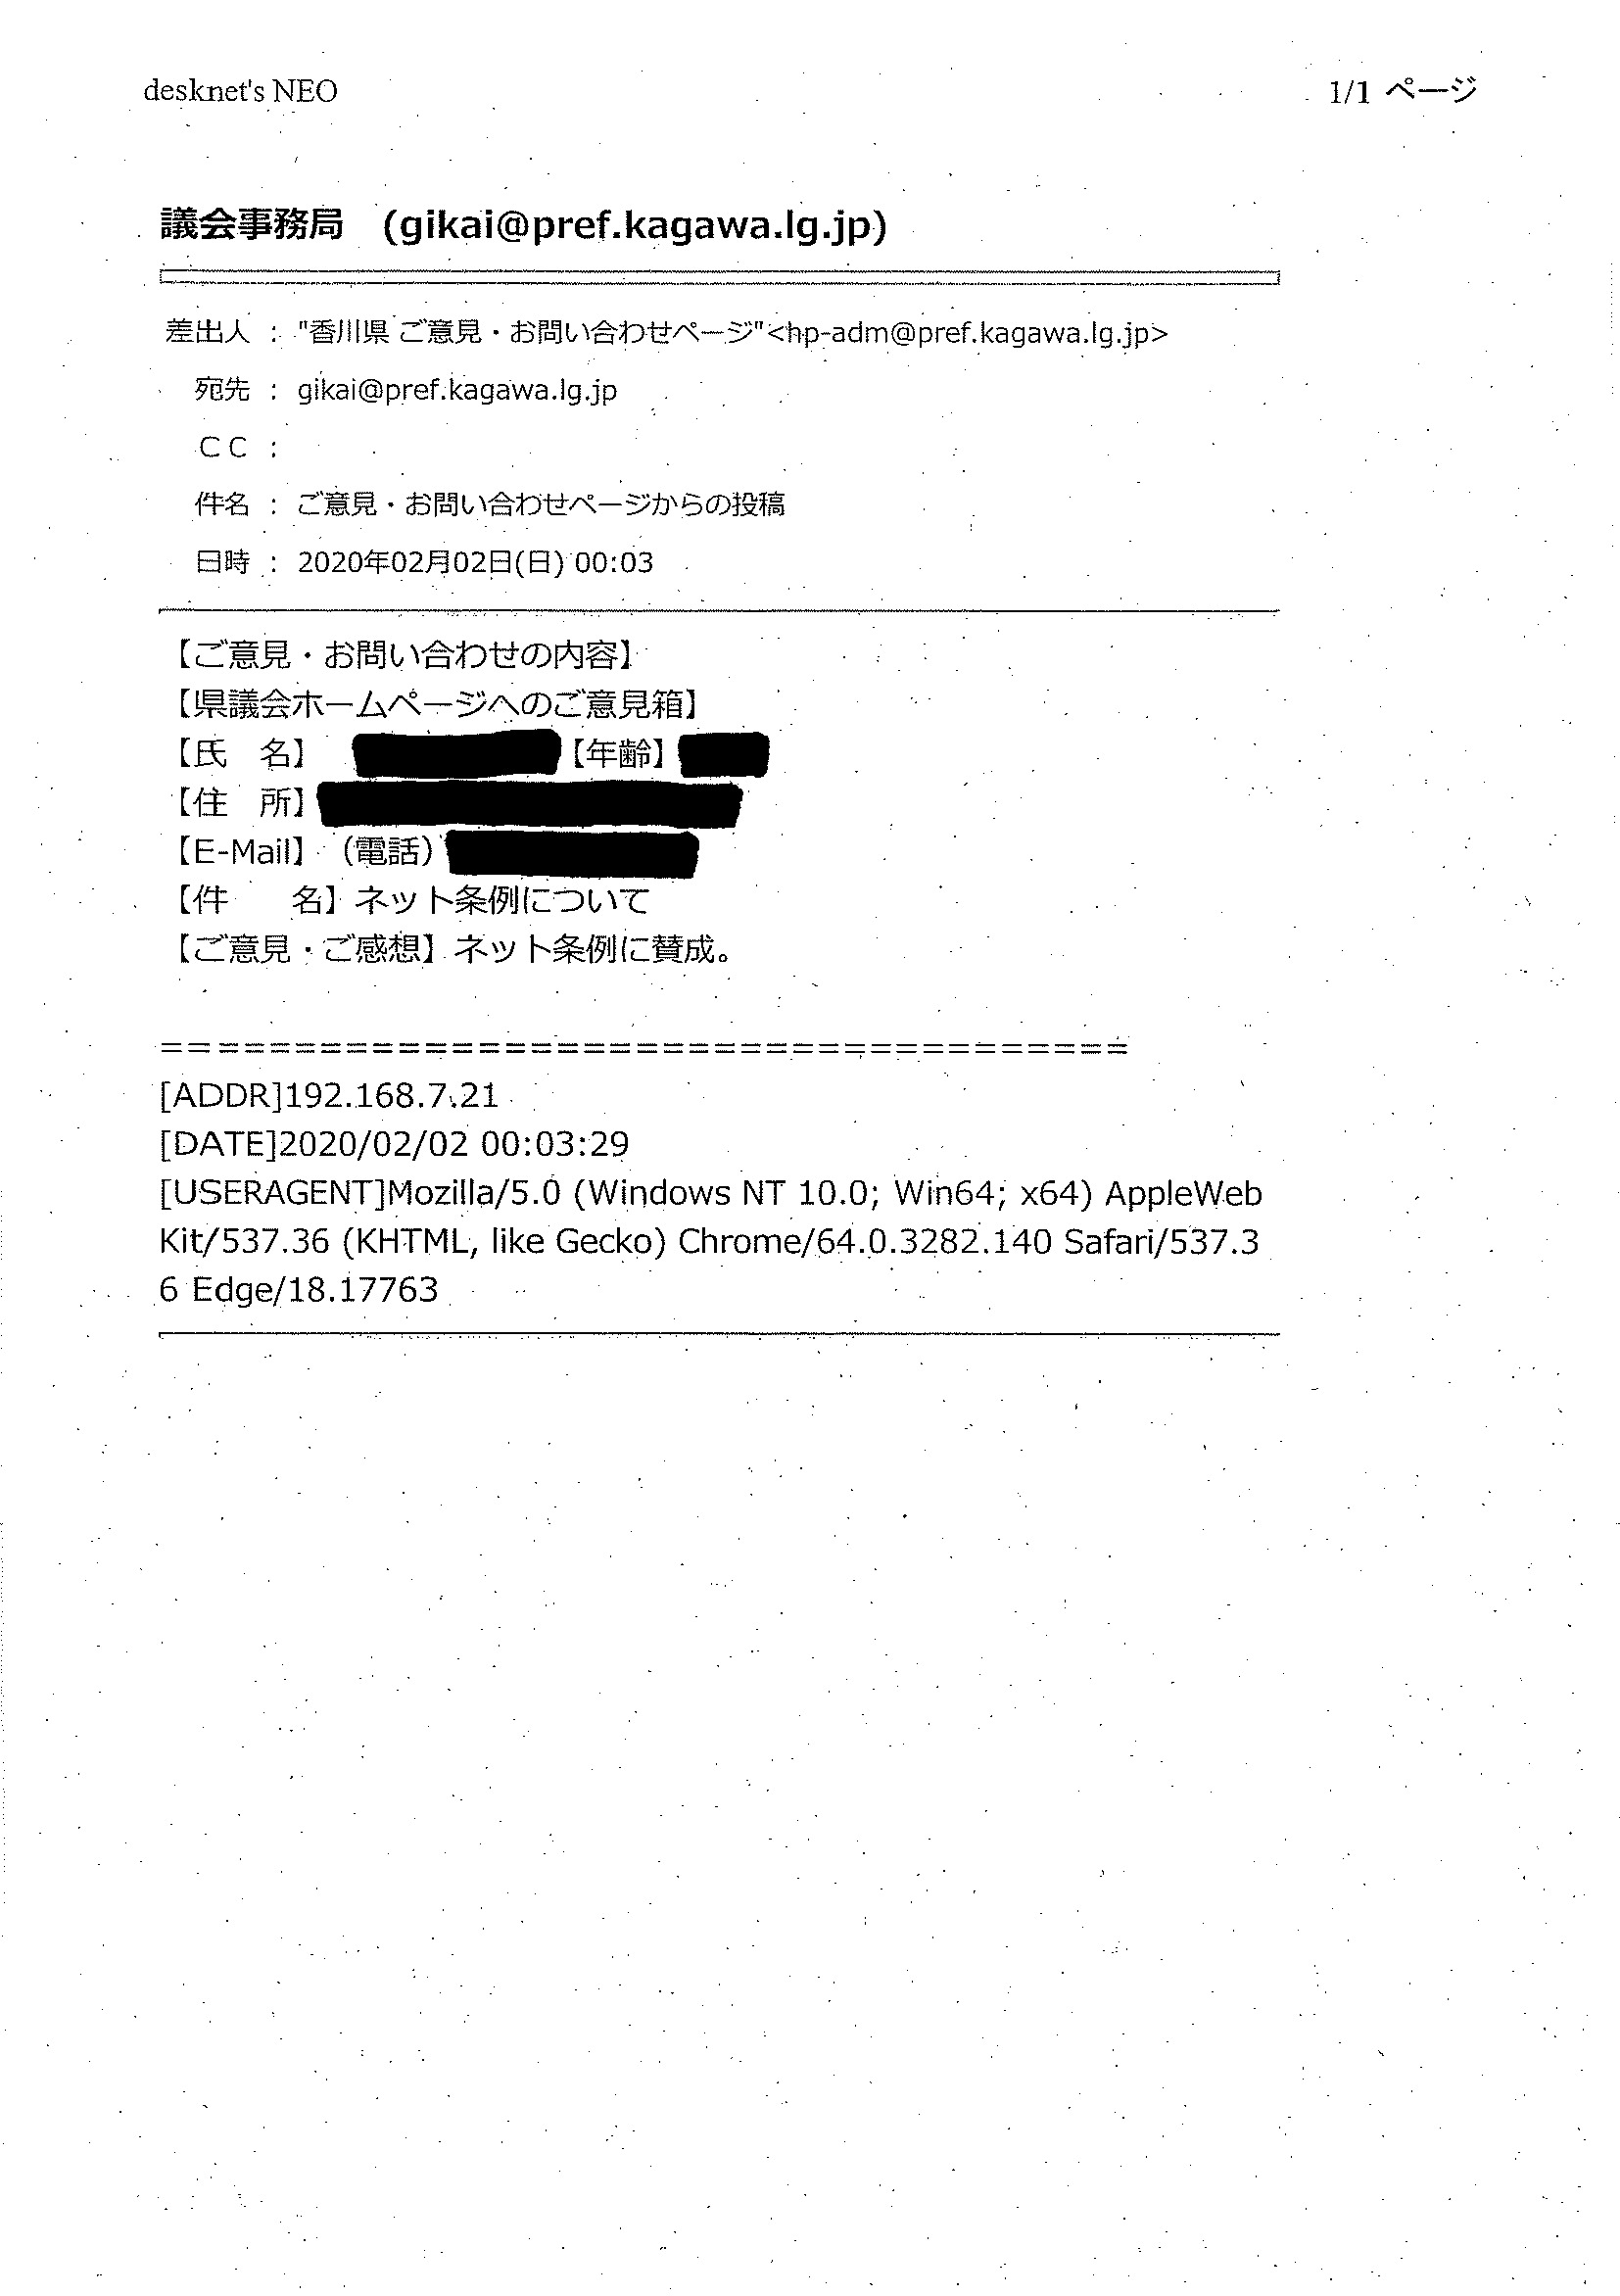 desknet's NEO
1/1 ページ
議会事務局 (gikai@pref.kagawa.lg.jp)
差出人 : "香川県 ご意見・お問い合わせページ"<hp-adm@pref.kagawa.lg.jp>
宛先 : gikai@pref.kagawa.lg.jp
CC :
件名 : ご意見・お問い合わせページからの投稿
日時 : 2020年02月02日(日) 00:03
【ご意見・お問い合わせの内容】
【県議会ホームページへのご意見箱】
【氏 名】 【年齢】
【住 所】
【E-Mail】 (電話)
【件 名】ネット条例について
【ご意見・ご感想】ネット条例に賛成。
=====================================
[ADDR]192.168.7.21
[DATE]2020/02/02 00:03:29
[USERAGENT]Mozilla/5.0 (Windows NT 10.0; Win64; x64) AppleWeb
Kit/537.36 (KHTML, like Gecko) Chrome/64.0.3282.140 Safari/537.3
6 Edge/18.17763